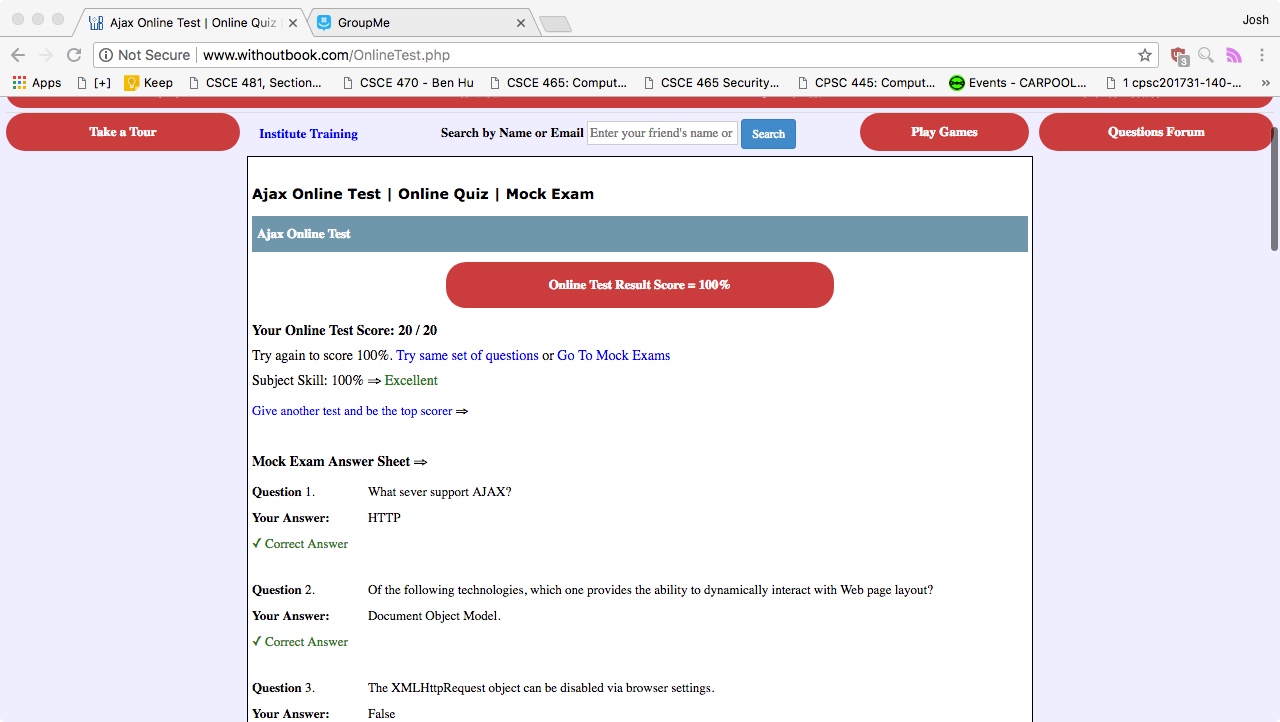 Ajax Online Test | Online Quiz
GroupMe
Josh
Not Secure www.withoutbook.com/OnlineTest.php
3
Apps [+] Keep CSCE 481, Section... CSCE 470 - Ben Hu CSCE 465: Comput... CSCE 465 Security... CPSC 445: Comput... Events - CARPOOL... 1 cpsc201731-140-... »
Take a Tour Institute Training Search by Name or Email Enter your friend's name or Search Play Games Questions Forum
Ajax Online Test | Online Quiz | Mock Exam
Ajax Online Test
Online Test Result Score = 100%
Your Online Test Score: 20 / 20
Try again to score 100%. Try same set of questions or Go To Mock Exams
Subject Skill: 100% ⇒ Excellent
Give another test and be the top scorer ⇒
Mock Exam Answer Sheet ⇒
Question 1. What sever support AJAX?
Your Answer: HTTP
✓ Correct Answer
Question 2. Of the following technologies, which one provides the ability to dynamically interact with Web page layout?
Your Answer: Document Object Model.
✓ Correct Answer
Question 3. The XMLHttpRequest object can be disabled via browser settings.
Your Answer: False